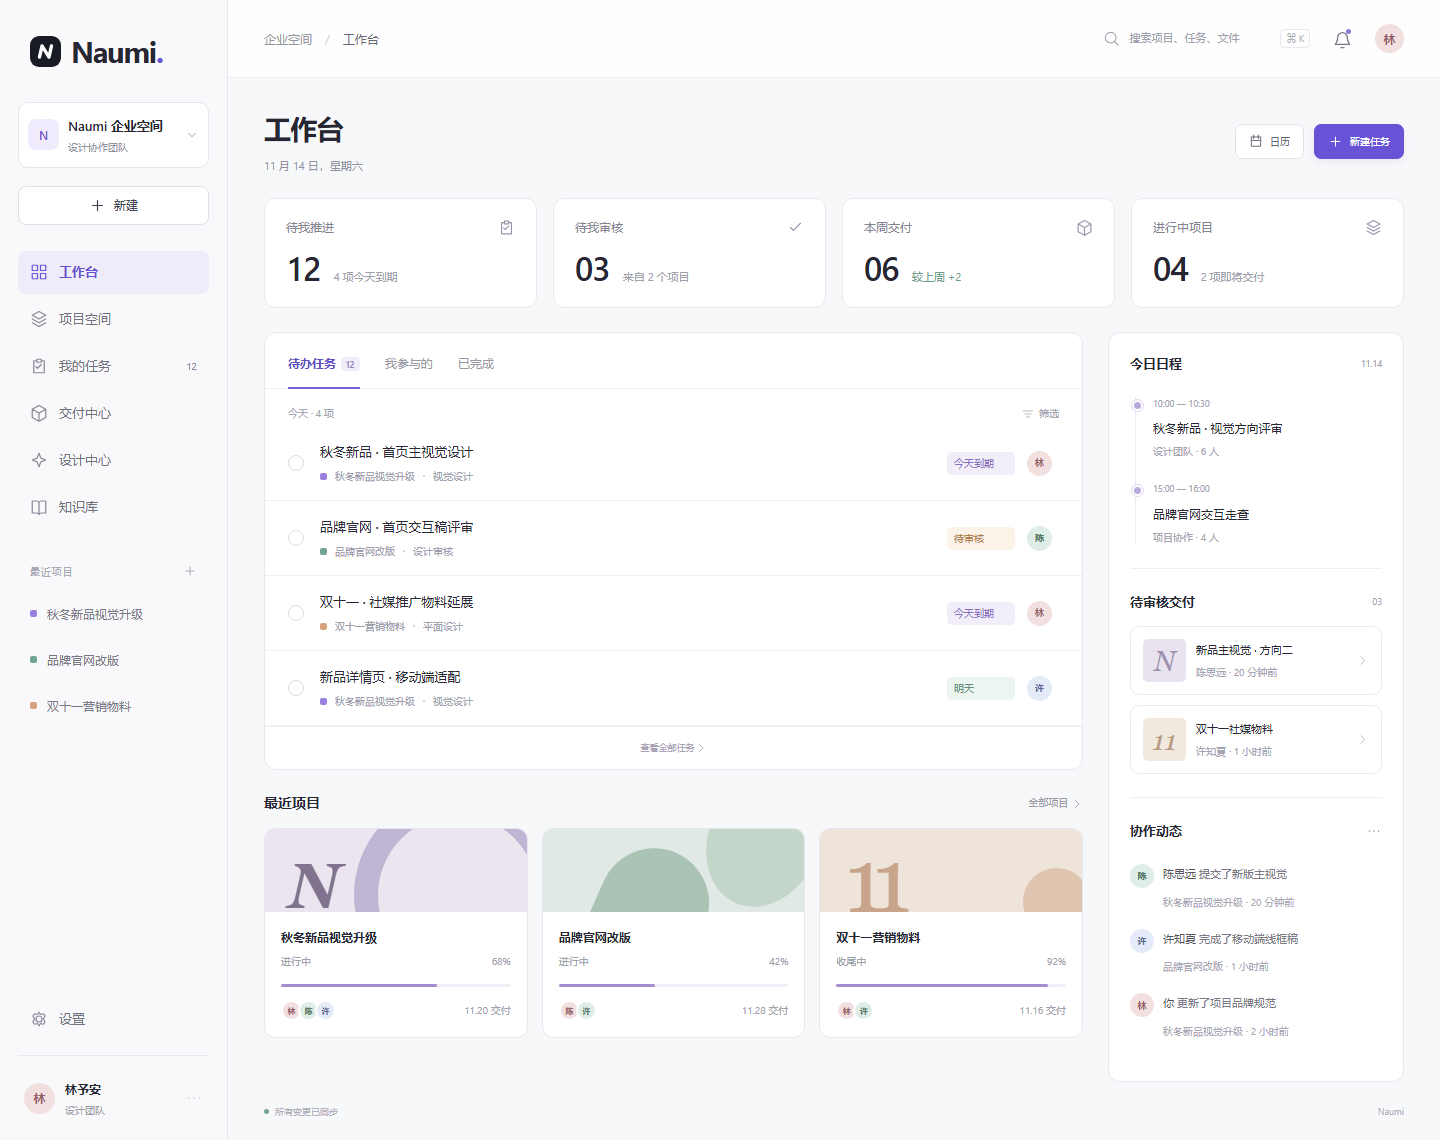 Naumi.
N
Naumi 企业空间
设计协作团队
新建
工作台
项目空间
我的任务 12
交付中心
设计中心
知识库
最近项目
秋冬新品视觉升级
品牌官网改版
双十一营销物料
设置
林
林予安
设计团队
企业空间 / 工作台
搜索项目、任务、文件 ⌘ K
林
工作台
11 月 14 日，星期六
日历
新建任务
待我推进
12 4 项今天到期
待我审核
03 来自 2 个项目
本周交付
06 较上周 +2
进行中项目
04 2 项即将交付
待办任务 12 我参与的 已完成
今天 · 4 项 筛选
秋冬新品 · 首页主视觉设计
秋冬新品视觉升级 · 视觉设计
今天到期 林
品牌官网 · 首页交互稿评审
品牌官网改版 · 设计审核
待审核 陈
双十一 · 社媒推广物料延展
双十一营销物料 · 平面设计
今天到期 林
新品详情页 · 移动端适配
秋冬新品视觉升级 · 视觉设计
明天 许
查看全部任务
最近项目 全部项目
N
秋冬新品视觉升级
进行中 68%
林 陈 许 11.20 交付
品牌官网改版
进行中 42%
陈 许 11.28 交付
11
双十一营销物料
收尾中 92%
林 许 11.16 交付
今日日程 11.14
10:00 — 10:30
秋冬新品 · 视觉方向评审
设计团队 · 6 人
15:00 — 16:00
品牌官网交互走查
项目协作 · 4 人
待审核交付 03
N
新品主视觉 · 方向二
陈思远 · 20 分钟前
11
双十一社媒物料
许知夏 · 1 小时前
协作动态
陈
陈思远 提交了新版主视觉
秋冬新品视觉升级 · 20 分钟前
许
许知夏 完成了移动端线框稿
品牌官网改版 · 1 小时前
林
你 更新了项目品牌规范
秋冬新品视觉升级 · 2 小时前
所有变更已同步
Naumi